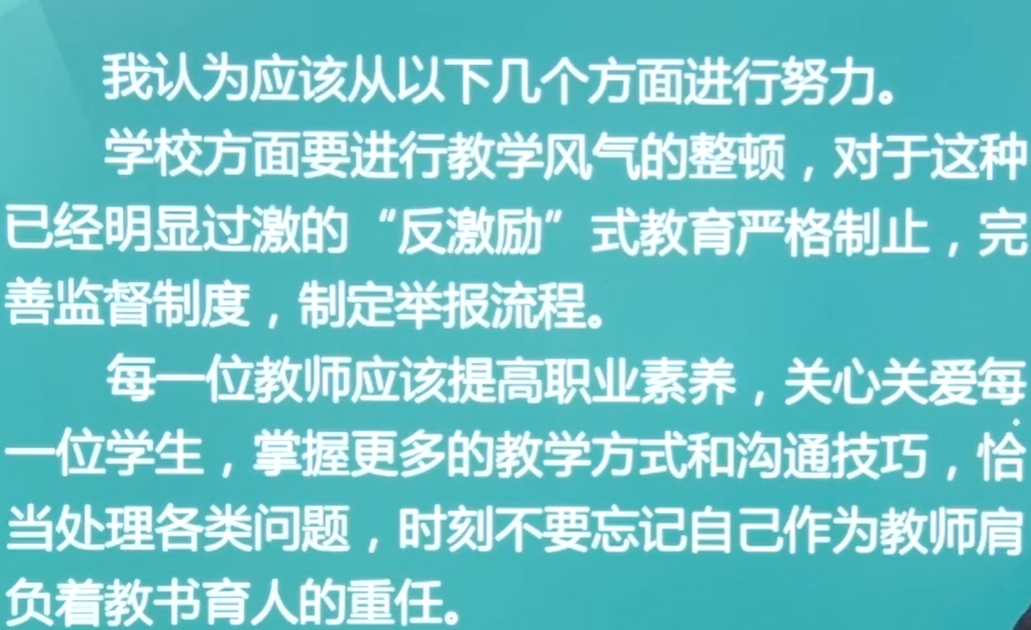 我认为应该从以下几个方面进行努力。
学校方面要进行教学风气的整顿，对于这种
已经明显过激的“反激励”式教育严格制止，完
善监督制度，制定举报流程。
每一位教师应该提高职业素养，关心关爱每
一位学生，掌握更多的教学方式和沟通技巧，恰
当处理各类问题，时刻不要忘记自己作为教师肩
负着教书育人的重任。